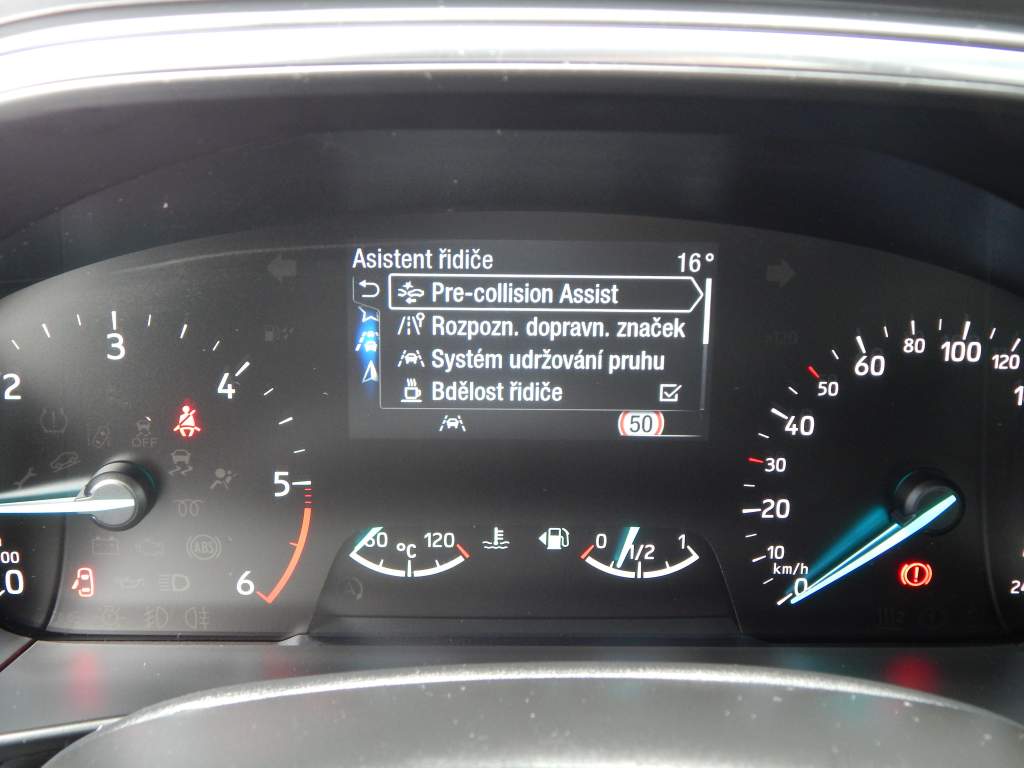 Asistent řidiče 16°
Pre-collision Assist
Rozpozn. dopravn. značek
Systém udržování pruhu
Bdělost řidiče
50
2 3 4 5 6
OFF
ABS
60 °C 120
0 1/2 1
0 10 20 30 40 50 60 80 100 120
km/h